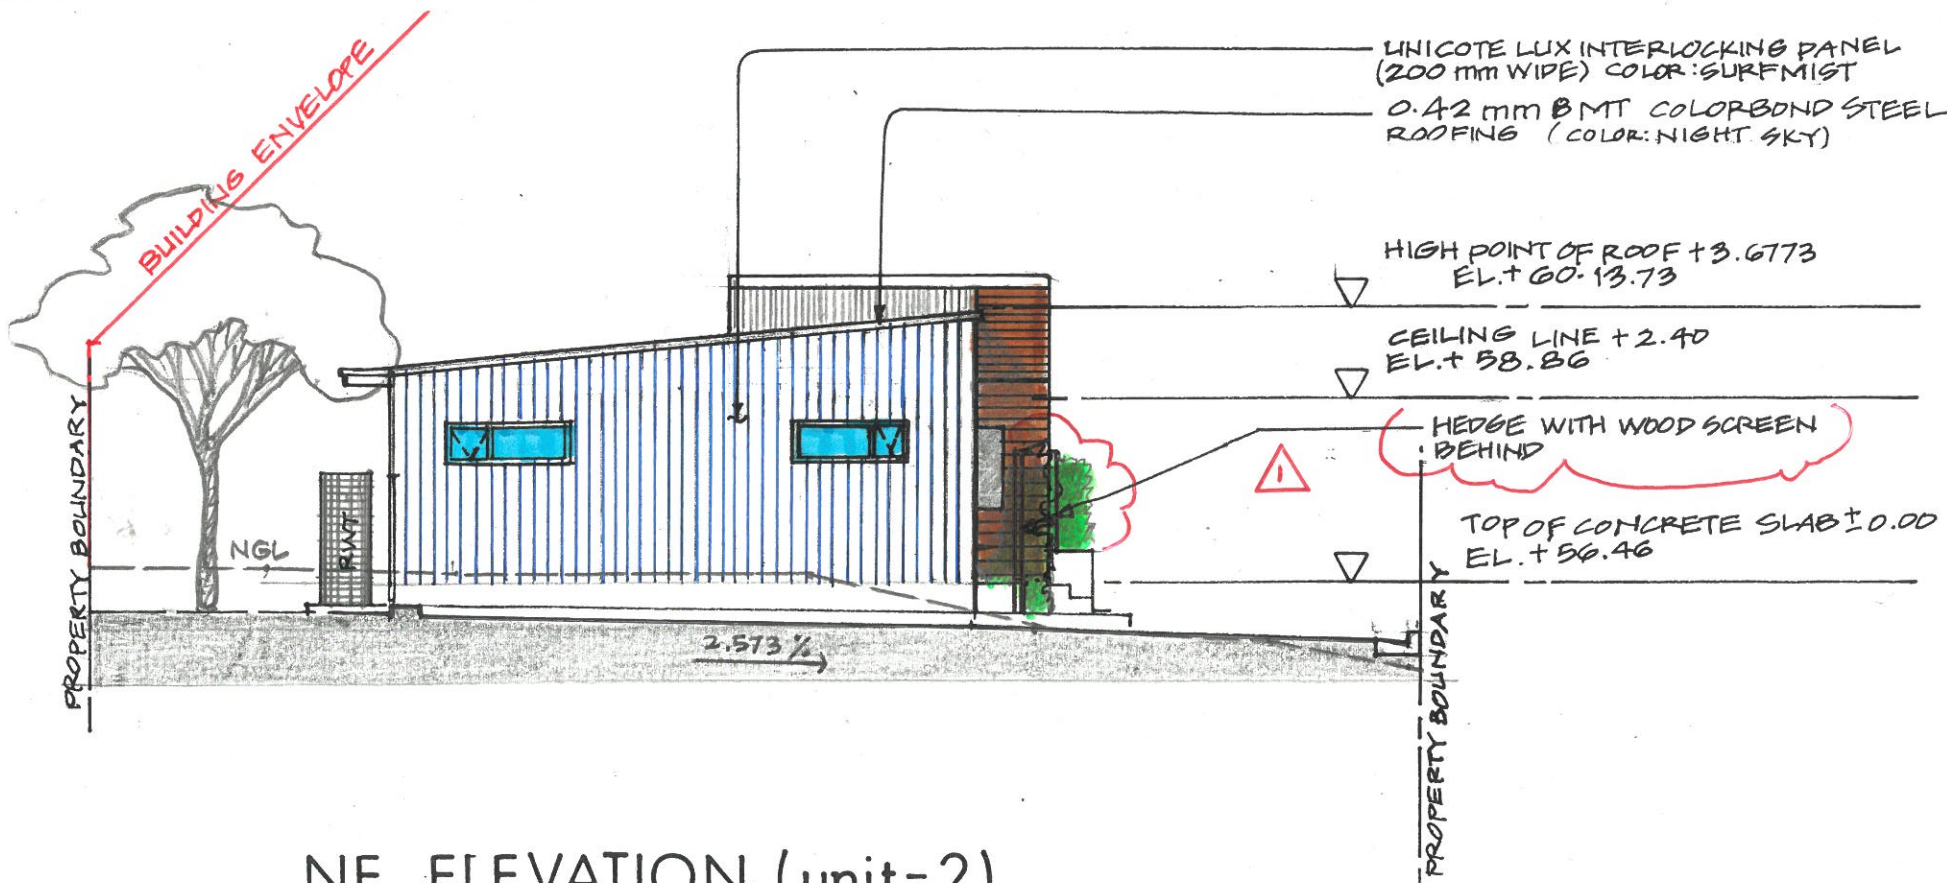 BUILDING ENVELOPE
UNICOTE LUX INTERLOCKING PANEL
(200 mm WIDE) COLOR:SURFMIST
0.42 mm BMT COLORBOND STEEL
ROOFING (COLOR:NIGHT SKY)
HIGH POINT OF ROOF +3.6773
EL.+60.13.73
CEILING LINE +2.40
EL.+58.86
HEDGE WITH WOOD SCREEN
BEHIND
1
TOP OF CONCRETE SLAB ±0.00
EL.+56.46
PROPERTY BOUNDARY
NGL
RWT
2.573 %
PROPERTY BOUNDARY
NE ELEVATION (unit-2)